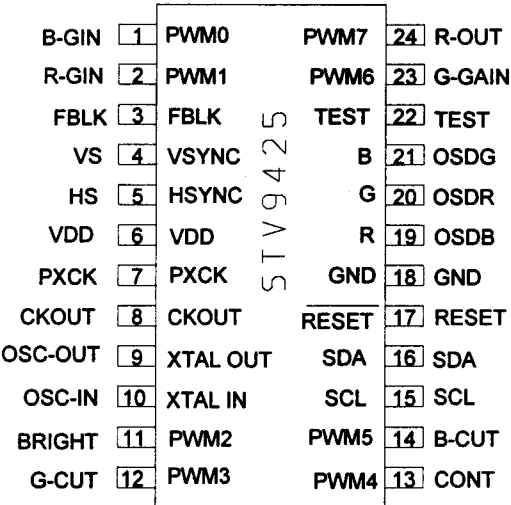 B-GIN 1 PWM0 PWM7 24 R-OUT
R-GIN 2 PWM1 PWM6 23 G-GAIN
FBLK 3 FBLK TEST 22 TEST
VS 4 VSYNC B 21 OSDG
HS 5 HSYNC G 20 OSDR
VDD 6 VDD R 19 OSDB
PXCK 7 PXCK GND 18 GND
CKOUT 8 CKOUT RESET 17 RESET
OSC-OUT 9 XTAL OUT SDA 16 SDA
OSC-IN 10 XTAL IN SCL 15 SCL
BRIGHT 11 PWM2 PWM5 14 B-CUT
G-CUT 12 PWM3 PWM4 13 CONT
STV9425